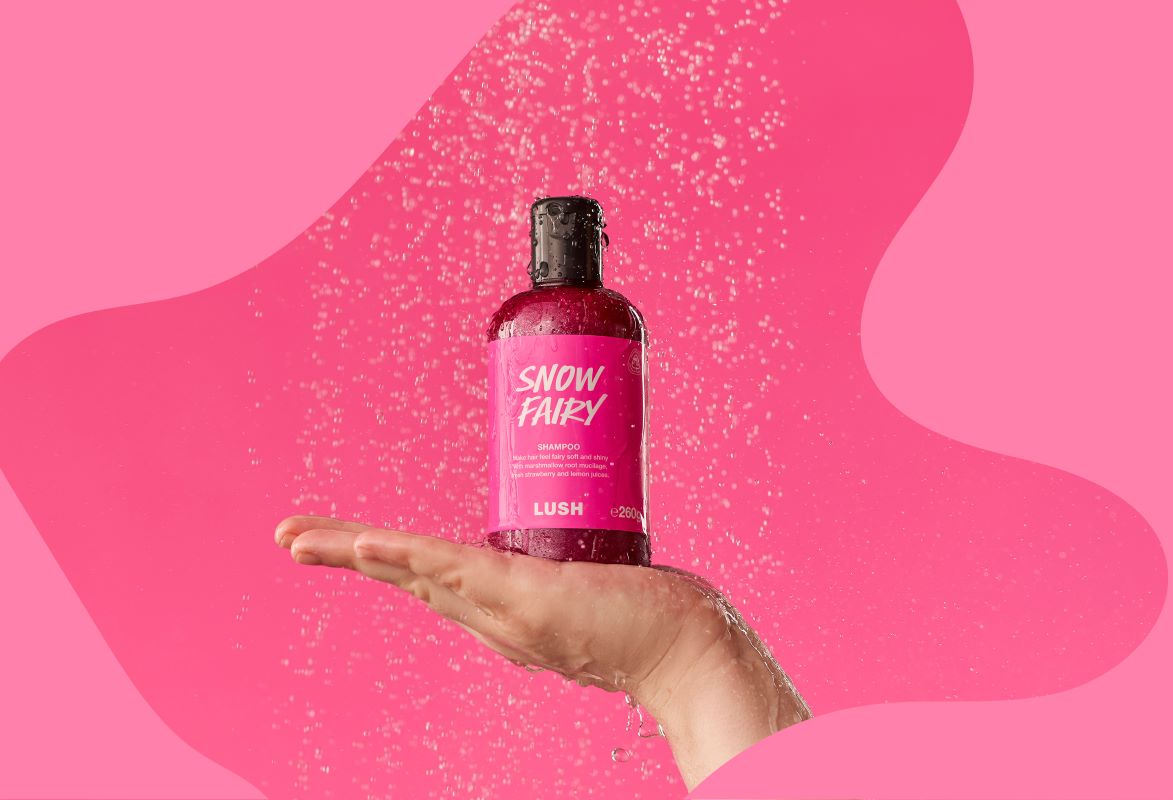 SNOW
FAIRY
SHAMPOO
Make hair feel fairy soft and shiny
With marshmallow root mucilage,
fresh strawberry and lemon juices.
LUSH
℮260g